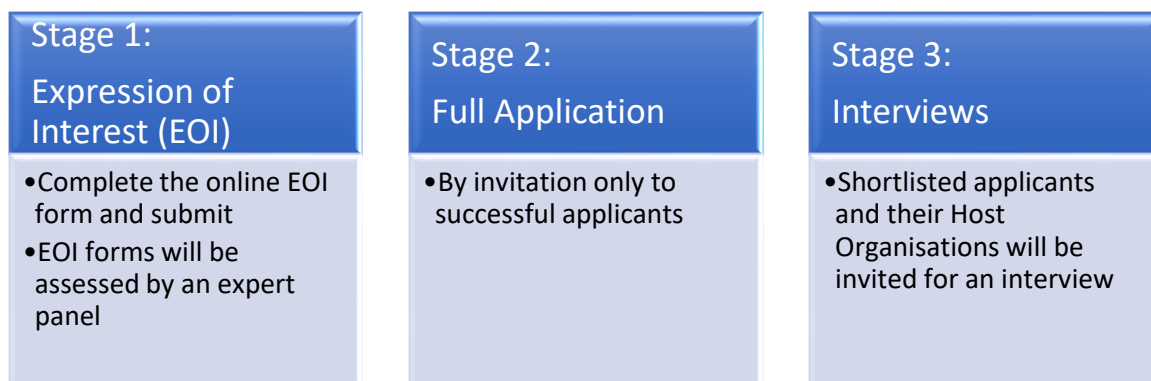 Stage 1:
Expression of
Interest (EOI)
•Complete the online EOI
form and submit
•EOI forms will be
assessed by an expert
panel
Stage 2:
Full Application
•By invitation only to
successful applicants
Stage 3:
Interviews
•Shortlisted applicants
and their Host
Organisations will be
invited for an interview